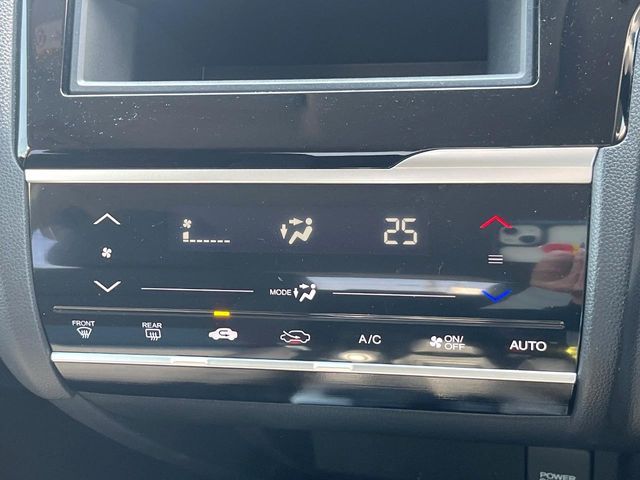 25
MODE
FRONT
REAR
A/C
ON/
OFF
AUTO
POWER